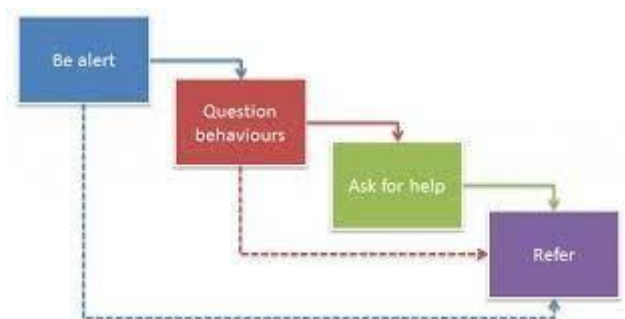 Be alert
Question
behaviours
Ask for help
Refer